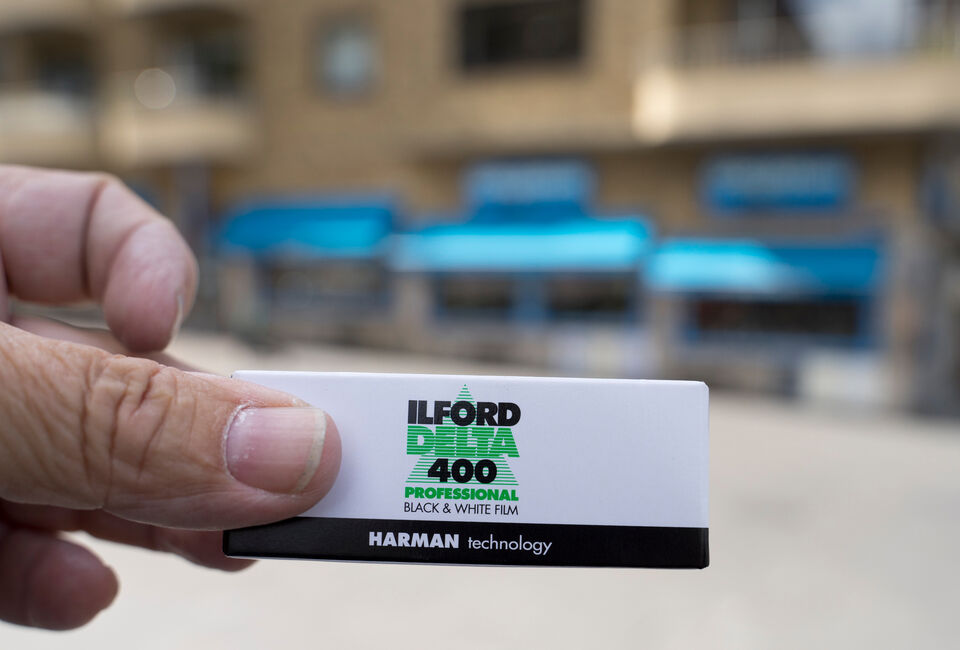 ILFORD
DELTA
400
PROFESSIONAL
BLACK & WHITE FILM
HARMAN technology